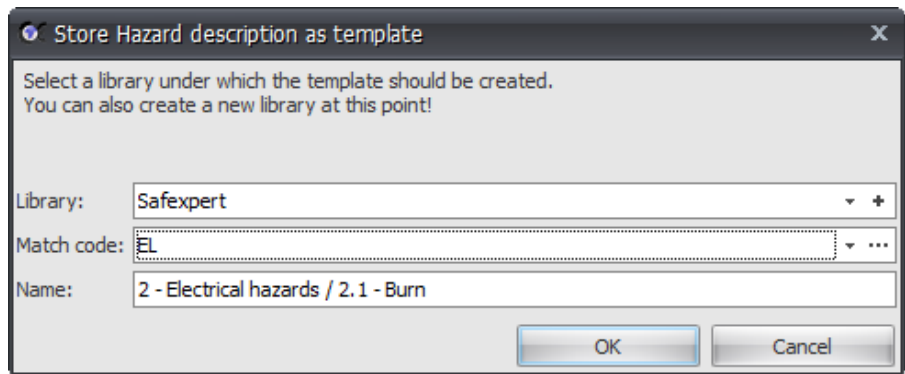 Store Hazard description as template
Select a library under which the template should be created.
You can also create a new library at this point!
Library: Safexpert
Match code: EL
Name: 2 - Electrical hazards / 2.1 - Burn
OK Cancel